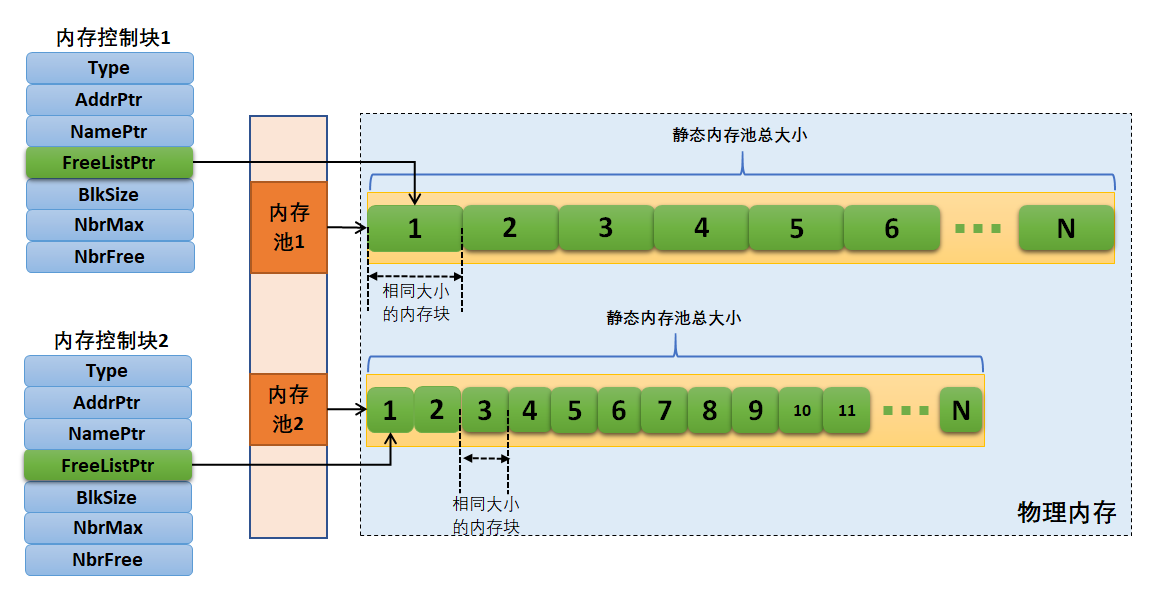 内存控制块1
Type
AddrPtr
NamePtr
FreeListPtr
BlkSize
NbrMax
NbrFree
内存
池1
静态内存池总大小
1 2 3 4 5 6 N
相同大小
的内存块
内存控制块2
Type
AddrPtr
NamePtr
FreeListPtr
BlkSize
NbrMax
NbrFree
内存
池2
静态内存池总大小
1 2 3 4 5 6 7 8 9 10 11 N
相同大小
的内存块
物理内存